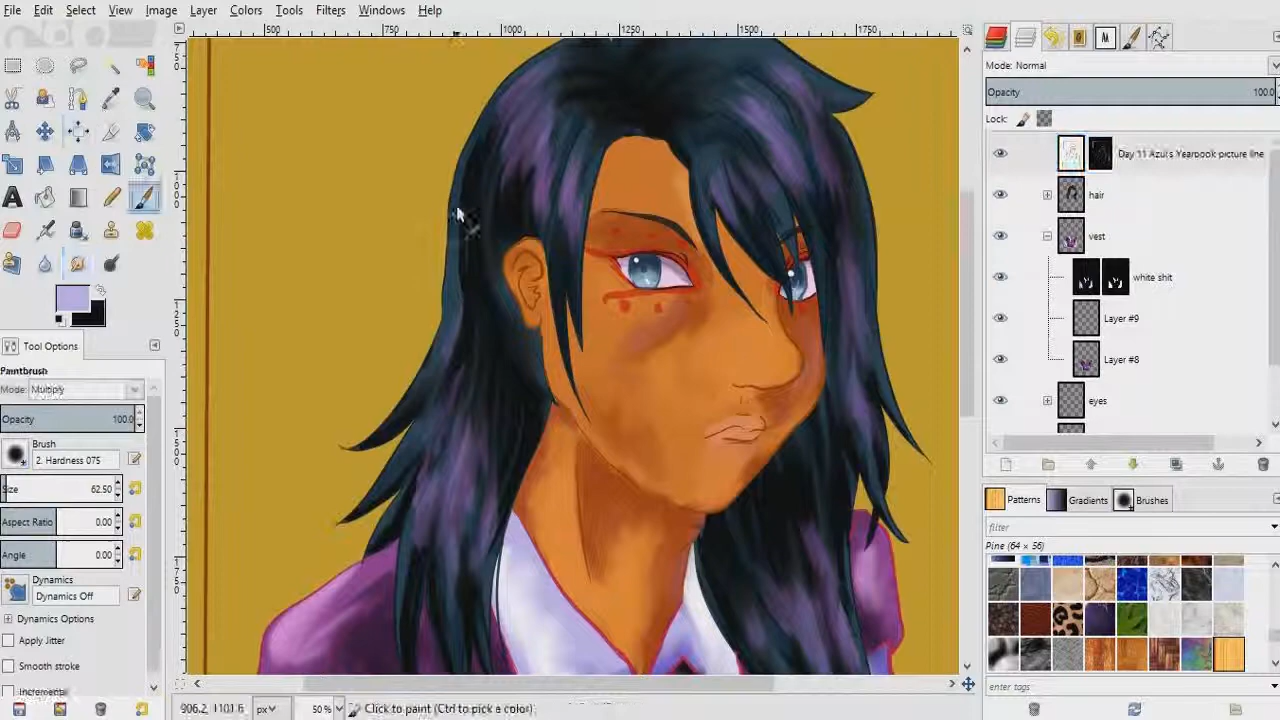 File Edit Select View Image Layer Colors Tools Filters Windows Help
500 750 1000 1250 1500 1750
Mode: Normal
Opacity 100.0
Lock:
Day 11 Azul's Yearbook picture line
hair
vest
white shit
Layer #9
Layer #8
eyes
Tool Options
Paintbrush
Mode: Multiply
Opacity 100.0
Brush
2. Hardness 075
Size 62.50
Aspect Ratio 0.00
Angle 0.00
Dynamics
Dynamics Off
Dynamics Options
Apply Jitter
Smooth stroke
Incremental
Patterns Gradients Brushes
filter
Pine (64 × 56)
enter tags
906.2, 1101.6 px 50% Click to paint (Ctrl to pick a color)